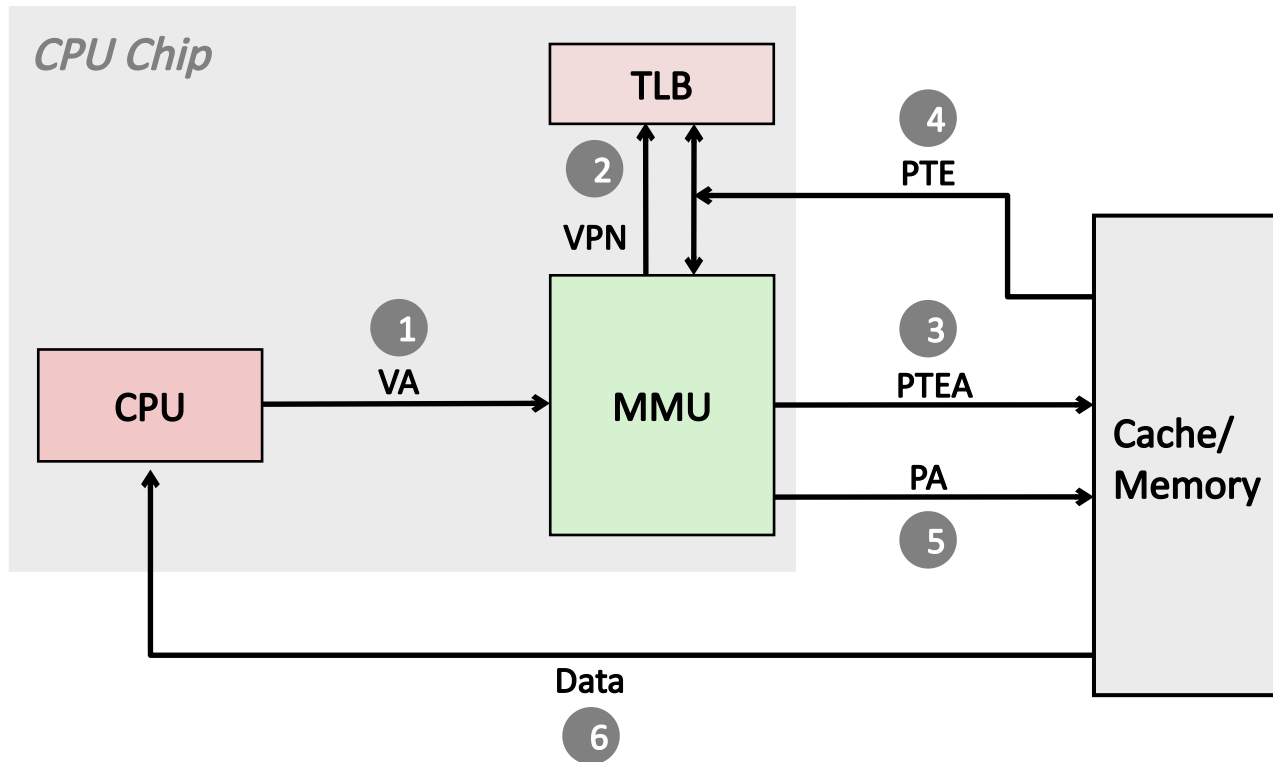 CPU Chip
TLB
4
2
PTE
VPN
1
3
VA
PTEA
CPU
MMU
Cache/
Memory
PA
5
Data
6